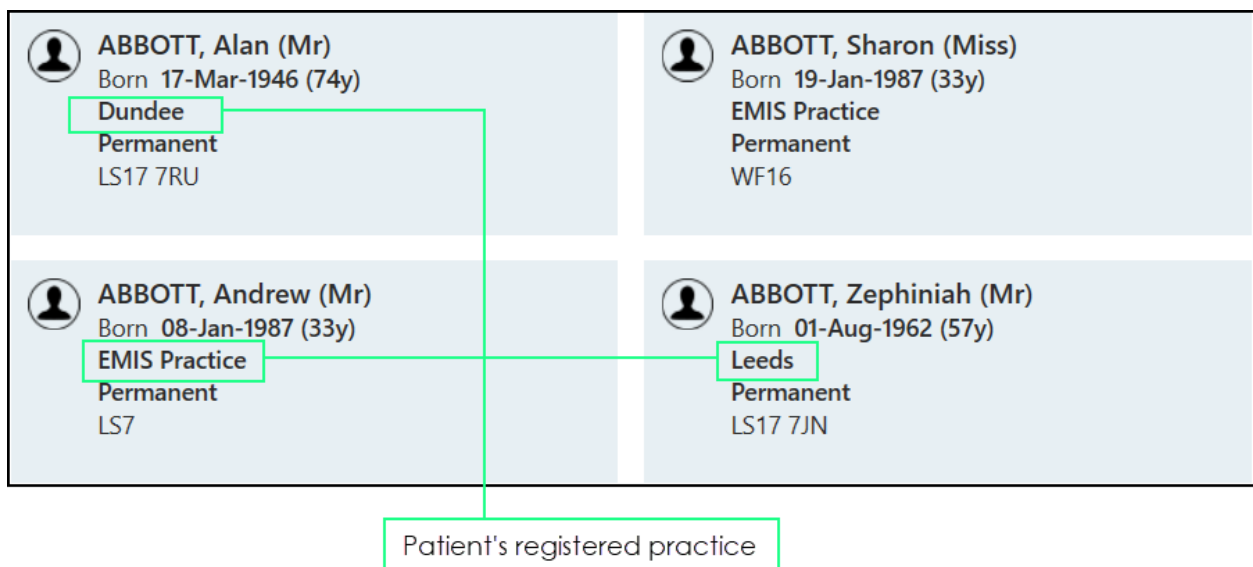 ABBOTT, Alan (Mr)
Born 17-Mar-1946 (74y)
Dundee
Permanent
LS17 7RU
ABBOTT, Sharon (Miss)
Born 19-Jan-1987 (33y)
EMIS Practice
Permanent
WF16
ABBOTT, Andrew (Mr)
Born 08-Jan-1987 (33y)
EMIS Practice
Permanent
LS7
ABBOTT, Zephiniah (Mr)
Born 01-Aug-1962 (57y)
Leeds
Permanent
LS17 7JN
Patient's registered practice